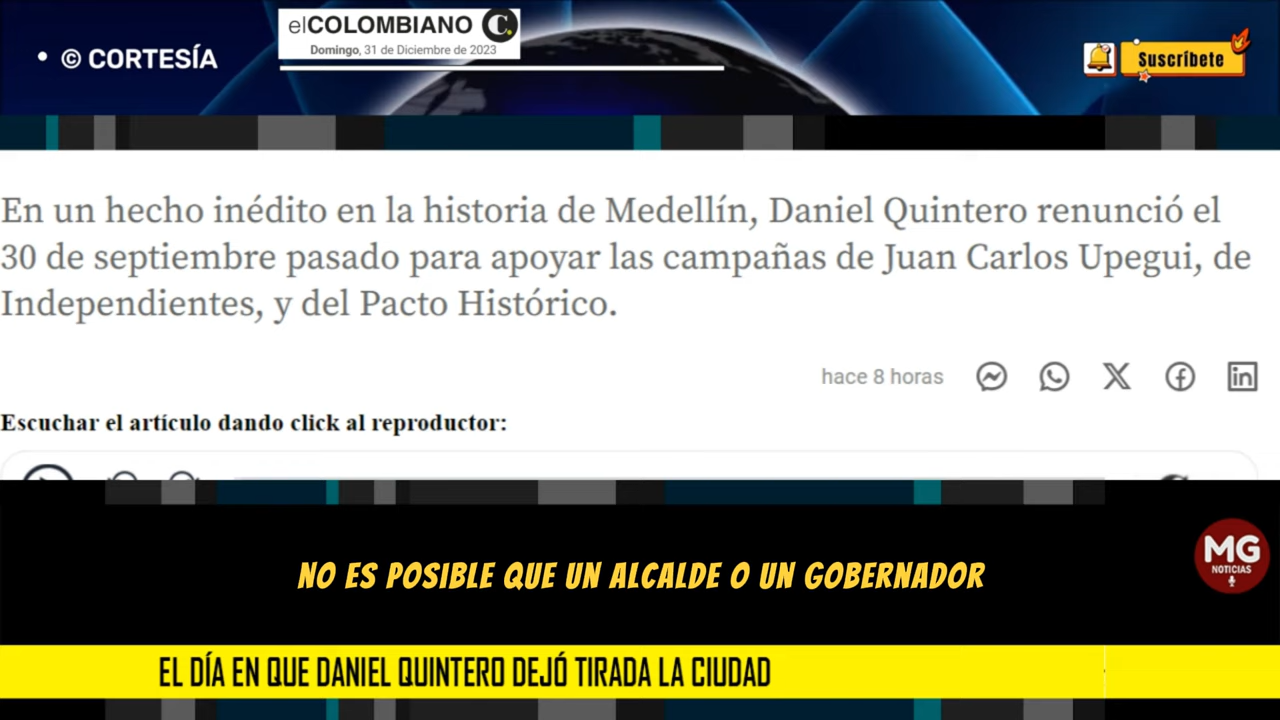 • © CORTESÍA
elCOLOMBIANO C.
Domingo, 31 de Diciembre de 2023
Suscríbete
En un hecho inédito en la historia de Medellín, Daniel Quintero renunció el
30 de septiembre pasado para apoyar las campañas de Juan Carlos Upegui, de
Independientes, y del Pacto Histórico.
hace 8 horas
Escuchar el artículo dando click al reproductor:
NO ES POSIBLE QUE UN ALCALDE O UN GOBERNADOR
MG
NOTICIAS
EL DÍA EN QUE DANIEL QUINTERO DEJÓ TIRADA LA CIUDAD